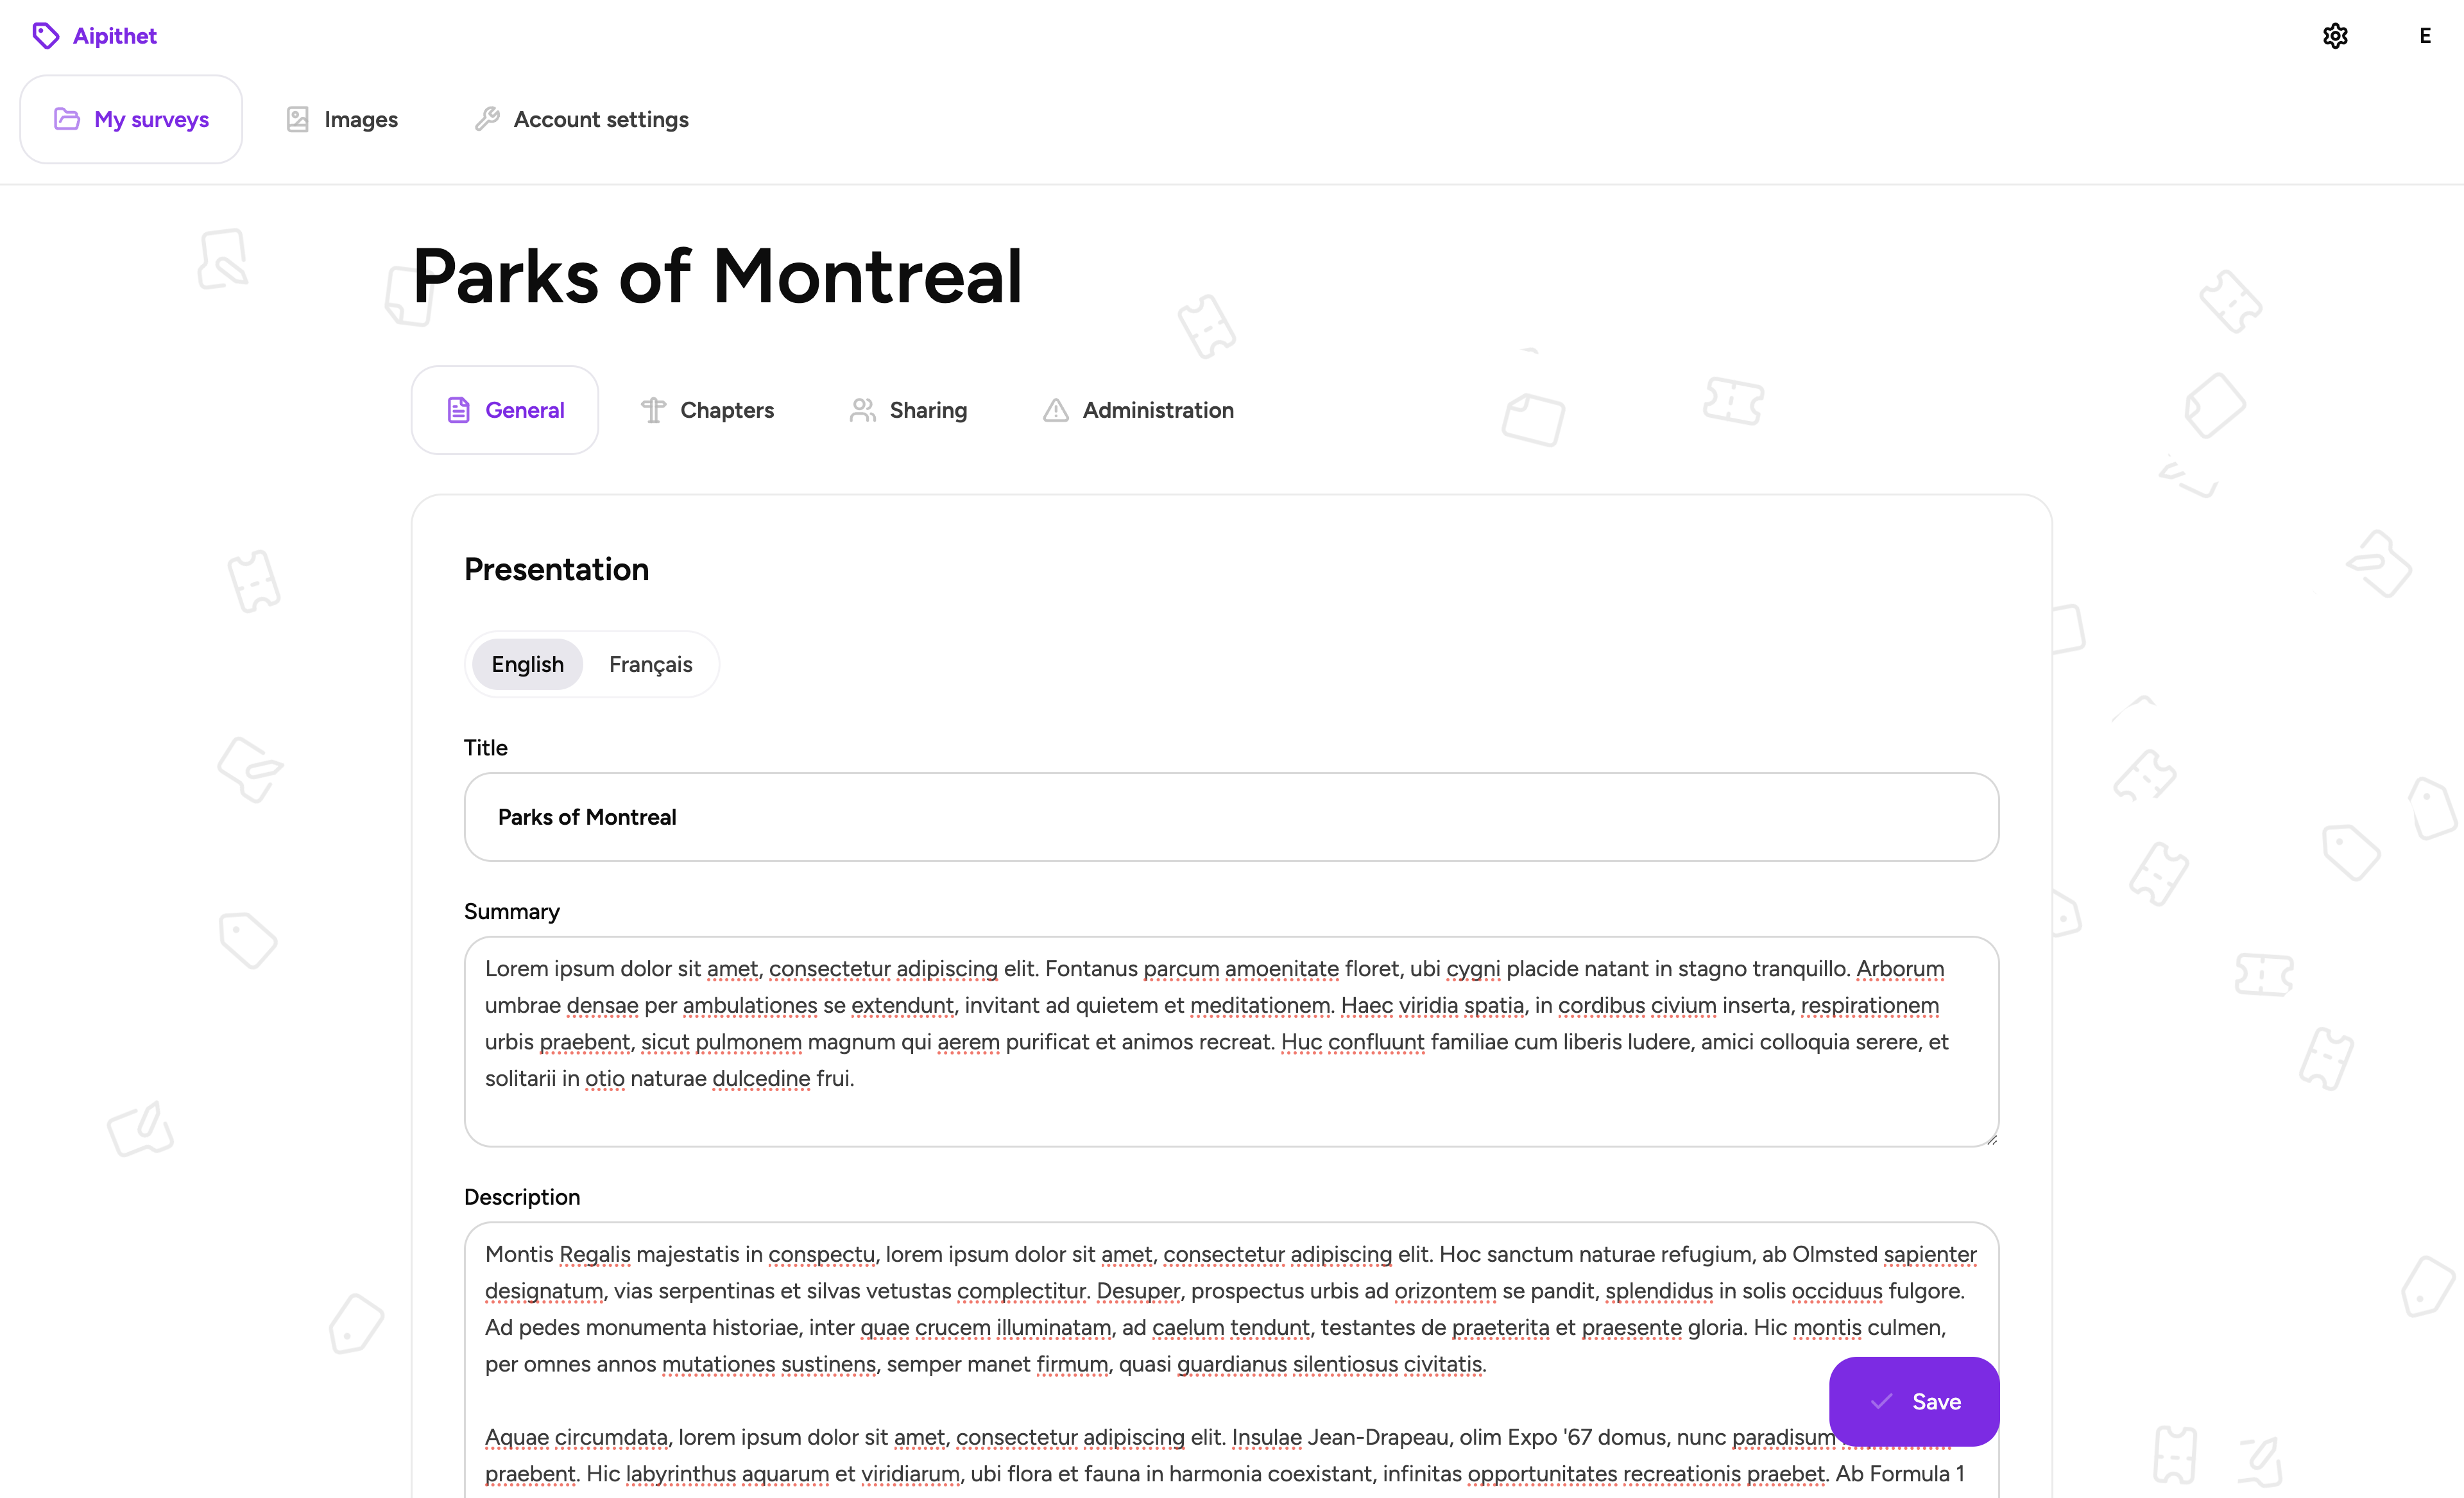 Aipithet
E
My surveys
Images
Account settings
Parks of Montreal
General
Chapters
Sharing
Administration
Presentation
English
Français
Title
Parks of Montreal
Summary
Lorem ipsum dolor sit amet, consectetur adipiscing elit. Fontanus parcum amoenitate floret, ubi cygni placide natant in stagno tranquillo. Arborum
umbrae densae per ambulationes se extendunt, invitant ad quietem et meditationem. Haec viridia spatia, in cordibus civium inserta, respirationem
urbis praebent, sicut pulmonem magnum qui aerem purificat et animos recreat. Huc confluunt familiae cum liberis ludere, amici colloquia serere, et
solitarii in otio naturae dulcedine frui.
Description
Montis Regalis majestatis in conspectu, lorem ipsum dolor sit amet, consectetur adipiscing elit. Hoc sanctum naturae refugium, ab Olmsted sapienter
designatum, vias serpentinas et silvas vetustas complectitur. Desuper, prospectus urbis ad orizontem se pandit, splendidus in solis occiduus fulgore.
Ad pedes monumenta historiae, inter quae crucem illuminatam, ad caelum tendunt, testantes de praeterita et praesente gloria. Hic montis culmen,
per omnes annos mutationes sustinens, semper manet firmum, quasi guardianus silentiosus civitatis.
Save
Aquae circumdata, lorem ipsum dolor sit amet, consectetur adipiscing elit. Insulae Jean-Drapeau, olim Expo '67 domus, nunc paradisum
praebent. Hic labyrinthus aquarum et viridiarum, ubi flora et fauna in harmonia coexistant, infinitas opportunitates recreationis praebet. Ab Formula 1